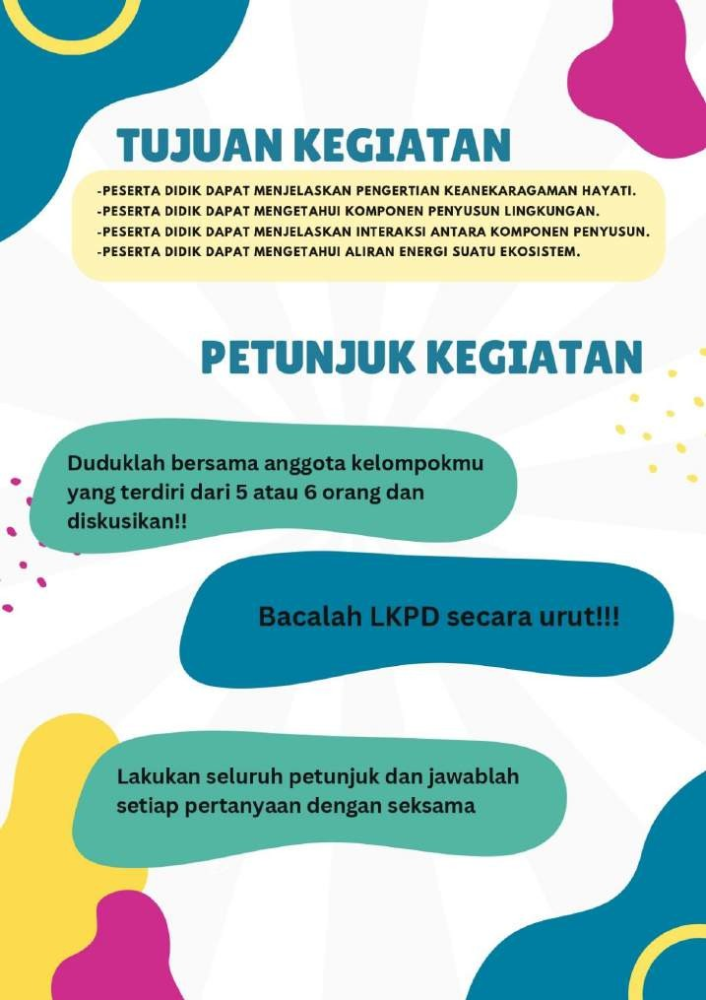 TUJUAN KEGIATAN
-PESERTA DIDIK DAPAT MENJELASKAN PENGERTIAN KEANEKARAGAMAN HAYATI.
-PESERTA DIDIK DAPAT MENGETAHUI KOMPONEN PENYUSUN LINGKUNGAN.
-PESERTA DIDIK DAPAT MENJELASKAN INTERAKSI ANTARA KOMPONEN PENYUSUN.
-PESERTA DIDIK DAPAT MENGETAHUI ALIRAN ENERGI SUATU EKOSISTEM.
PETUNJUK KEGIATAN
Duduklah bersama anggota kelompokmu
yang terdiri dari 5 atau 6 orang dan
diskusikan!!
Bacalah LKPD secara urut!!!
Lakukan seluruh petunjuk dan jawablah
setiap pertanyaan dengan seksama